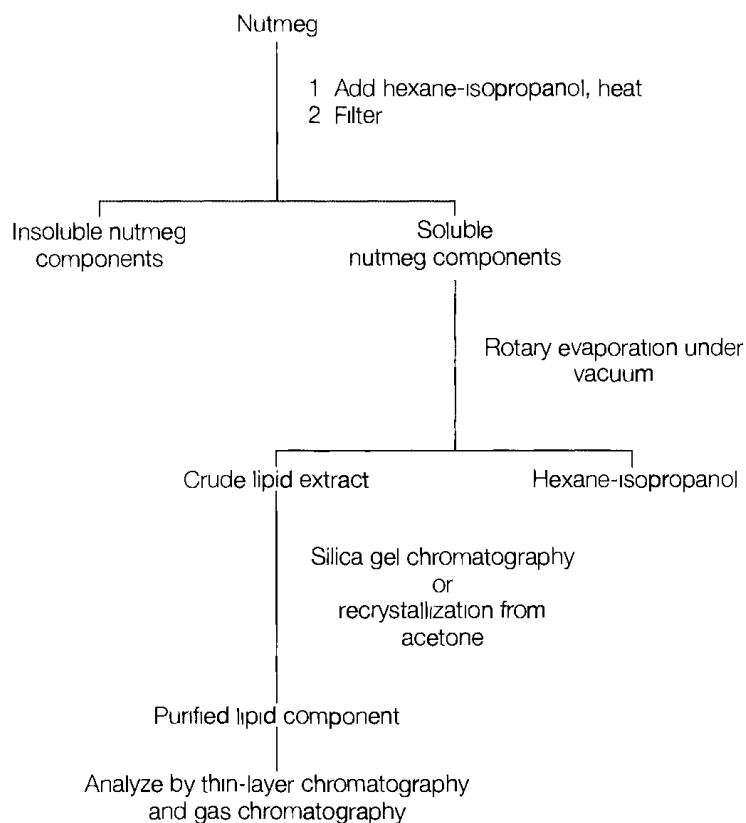 Nutmeg
1 Add hexane-isopropanol, heat
2 Filter
Insoluble nutmeg
components
Soluble
nutmeg components
Rotary evaporation under
vacuum
Crude lipid extract
Hexane-isopropanol
Silica gel chromatography
or
recrystallization from
acetone
Purified lipid component
Analyze by thin-layer chromatography
and gas chromatography